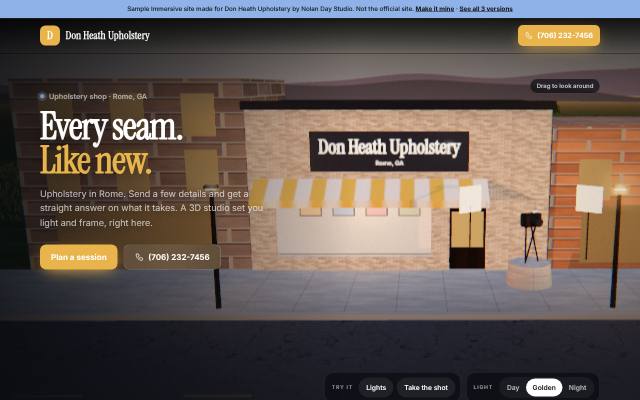 Sample Immersive site made for Don Heath Upholstery by Nolan Day Studio. Not the official site. Make it mine · See all 3 versions
D Don Heath Upholstery
(706) 232-7456
Drag to look around
Upholstery shop · Rome, GA
Every seam.
Like new.
Upholstery in Rome. Send a few details and get a
straight answer on what it takes. A 3D studio set you
light and frame, right here.
Plan a session
(706) 232-7456
Don Heath Upholstery
Rome, GA
TRY IT Lights Take the shot
LIGHT Day Golden Night